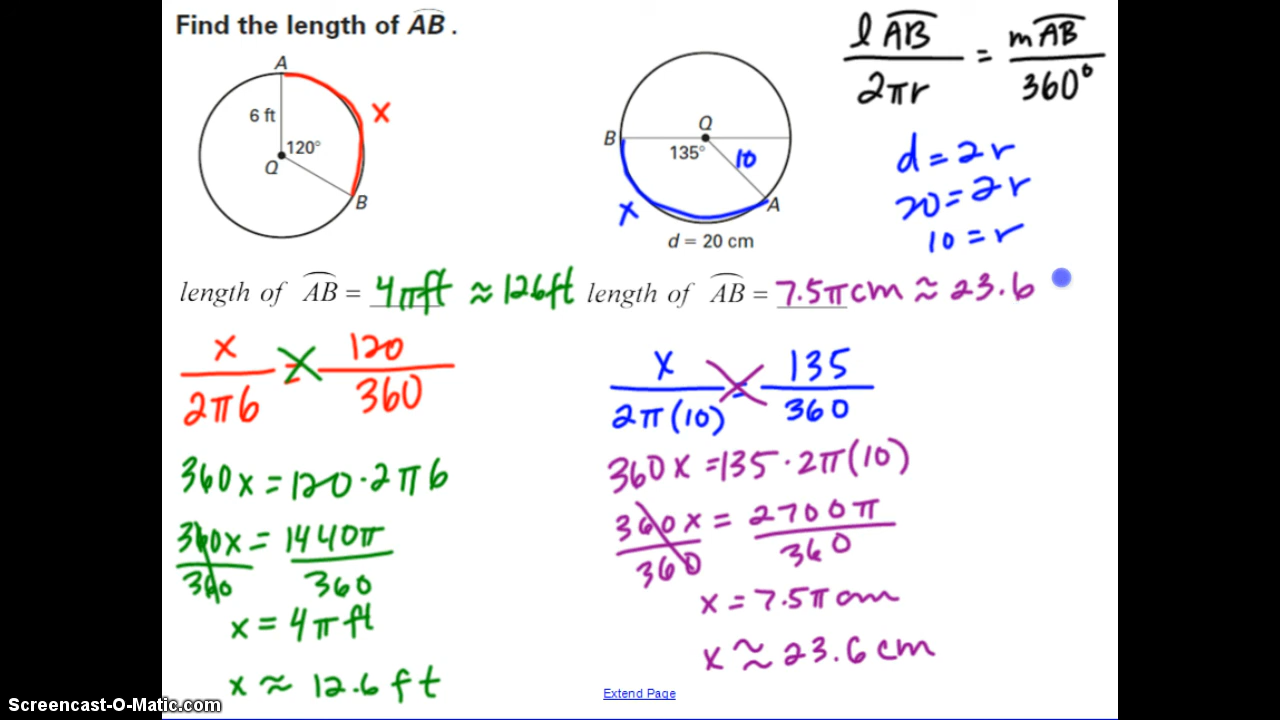 Find the length of AB .
l AB / 2πr = m AB / 360°
A
6 ft
x
120°
Q
B
Q
B
135°
10
x
A
d = 20 cm
d = 2r
20 = 2r
10 = r
length of AB = 4π ft ≈ 126 ft
length of AB = 7.5π cm ≈ 23.6
x / 2π6 = 120 / 360
360x = 120 · 2π6
360x / 360 = 1440π / 360
x = 4π ft
x ≈ 12.6 ft
x / 2π(10) = 135 / 360
360x = 135 · 2π(10)
360x / 360 = 2700π / 360
x = 7.5π cm
x ≈ 23.6 cm
Extend Page
Screencast-O-Matic.com